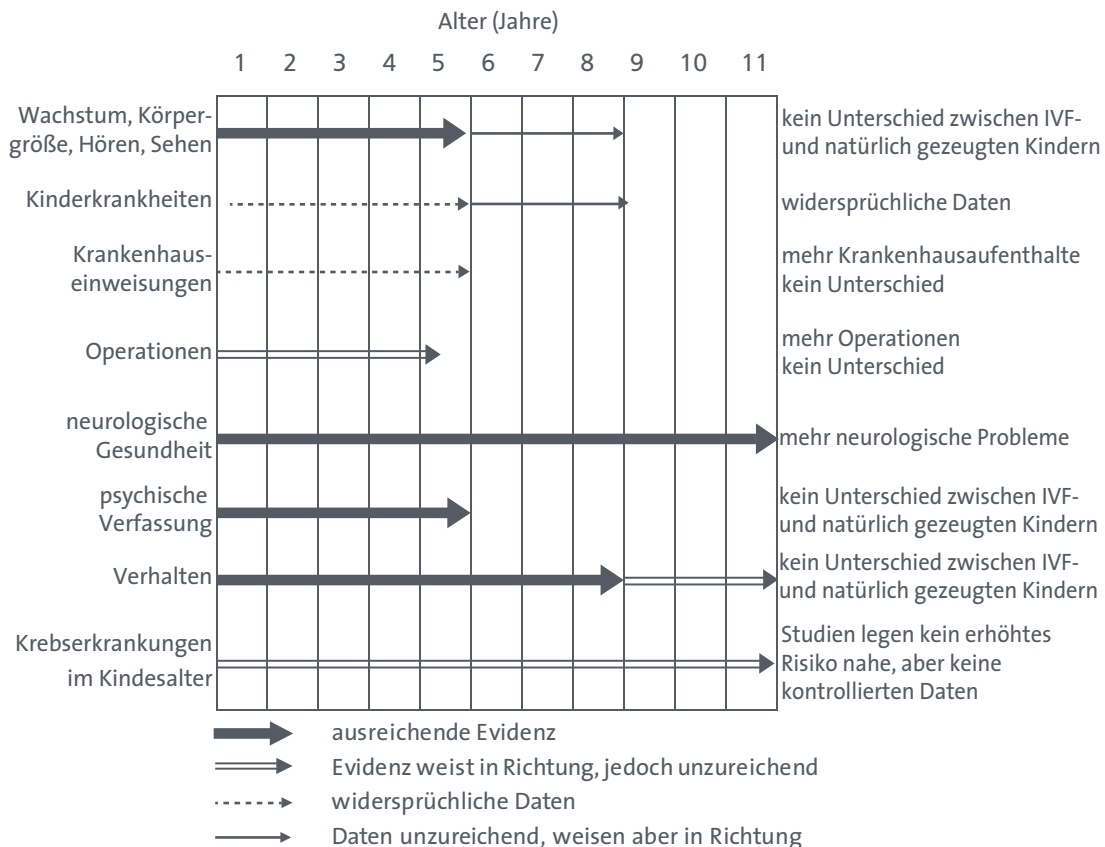 Alter (Jahre)
1 2 3 4 5 6 7 8 9 10 11
Wachstum, Körper-
größe, Hören, Sehen
kein Unterschied zwischen IVF-
und natürlich gezeugten Kindern
Kinderkrankheiten
widersprüchliche Daten
Krankenhaus-
einweisungen
mehr Krankenhausaufenthalte
kein Unterschied
Operationen
mehr Operationen
kein Unterschied
neurologische
Gesundheit
mehr neurologische Probleme
psychische
Verfassung
kein Unterschied zwischen IVF-
und natürlich gezeugten Kindern
Verhalten
kein Unterschied zwischen IVF-
und natürlich gezeugten Kindern
Krebserkrankungen
im Kindesalter
Studien legen kein erhöhtes
Risiko nahe, aber keine
kontrollierten Daten
ausreichende Evidenz
Evidenz weist in Richtung, jedoch unzureichend
widersprüchliche Daten
Daten unzureichend, weisen aber in Richtung